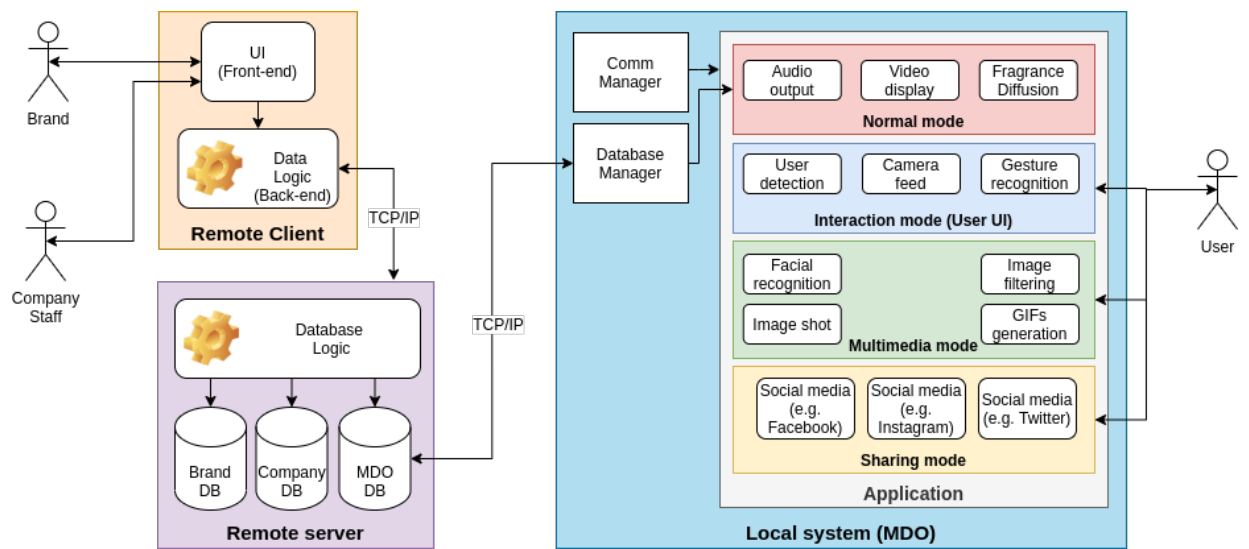 Brand
Company
Staff
UI
(Front-end)
Data
Logic
(Back-end)
Remote Client
TCP/IP
Database
Logic
Brand
DB
Company
DB
MDO
DB
Remote server
TCP/IP
Comm
Manager
Database
Manager
Audio
output
Video
display
Fragrance
Diffusion
Normal mode
User
detection
Camera
feed
Gesture
recognition
Interaction mode (User UI)
Facial
recognition
Image
filtering
Image shot
GIFs
generation
Multimedia mode
Social media
(e.g.
Facebook)
Social media
(e.g.
Instagram)
Social media
(e.g. Twitter)
Sharing mode
Application
Local system (MDO)
User